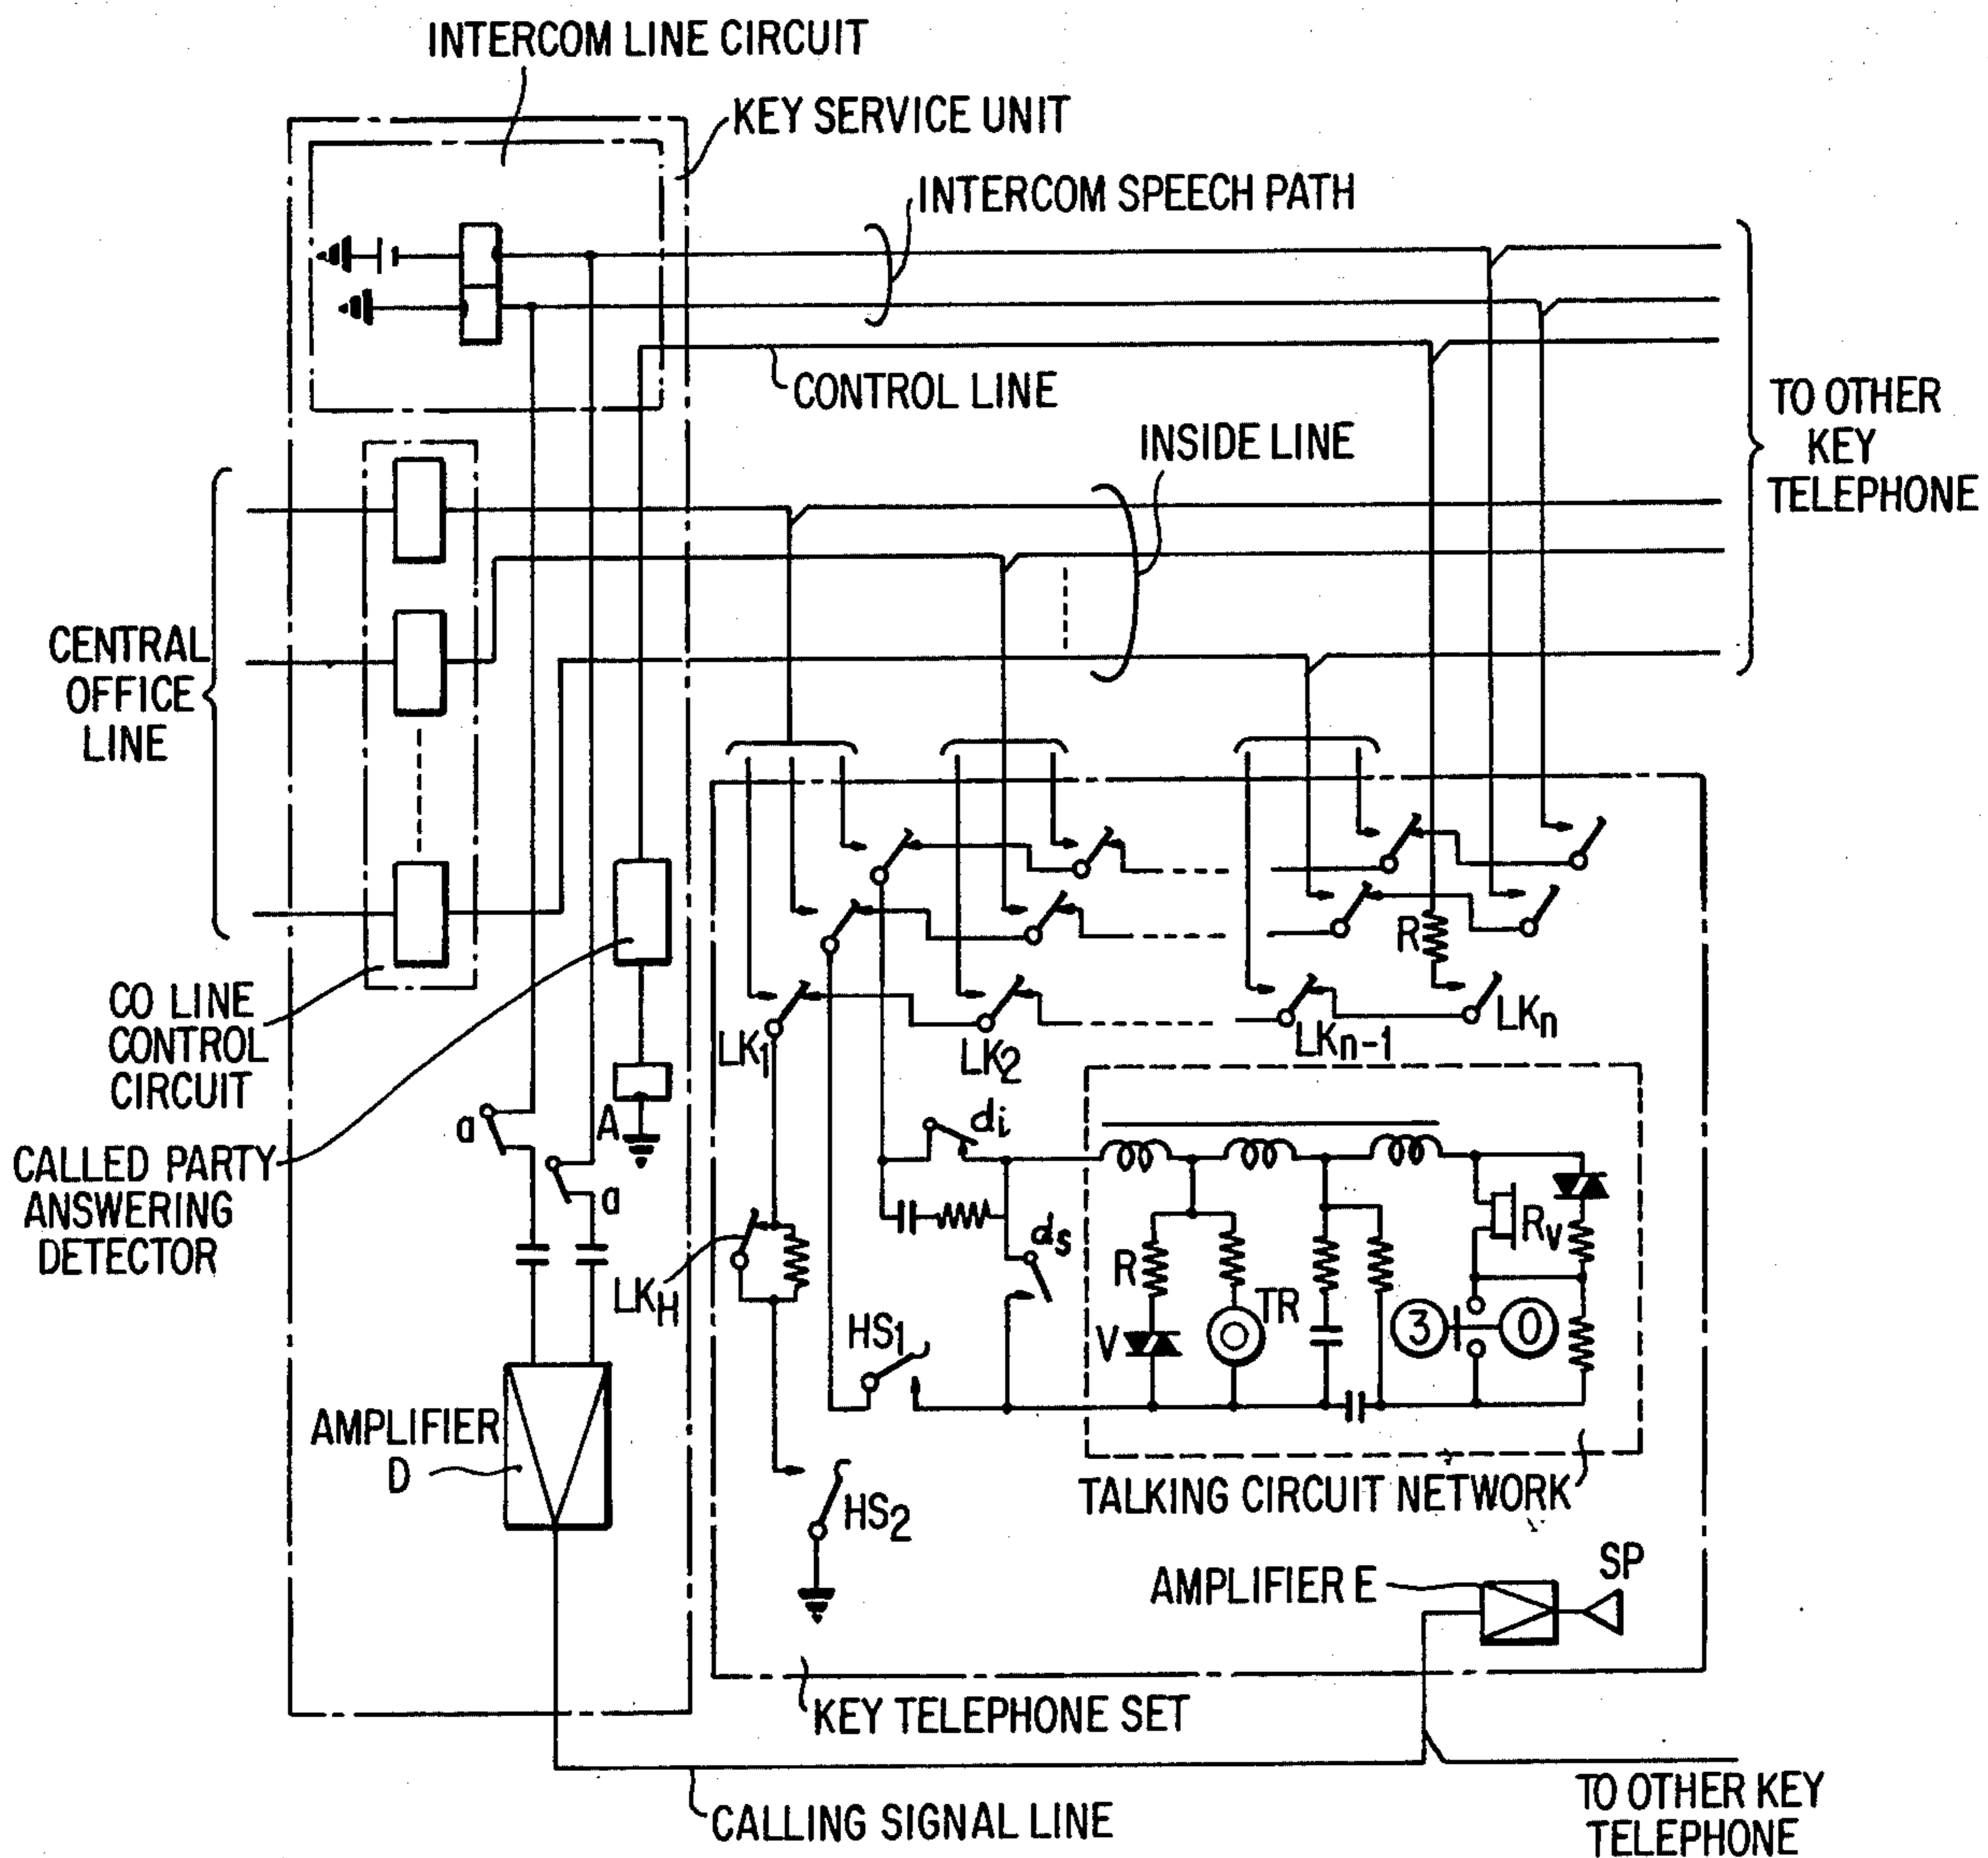 INTERCOM LINE CIRCUIT
KEY SERVICE UNIT
INTERCOM SPEECH PATH
CONTROL LINE
TO OTHER
KEY
TELEPHONE
INSIDE LINE
CENTRAL
OFFICE
LINE
CO LINE
CONTROL
CIRCUIT
R
LK1
LK2
LKn-1
LKn
a
A
a
di
CALLED PARTY
ANSWERING
DETECTOR
ds
LKH
R
TR
RV
3
0
V
HS1
AMPLIFIER
D
HS2
TALKING CIRCUIT NETWORK
AMPLIFIER E
SP
KEY TELEPHONE SET
CALLING SIGNAL LINE
TO OTHER KEY
TELEPHONE